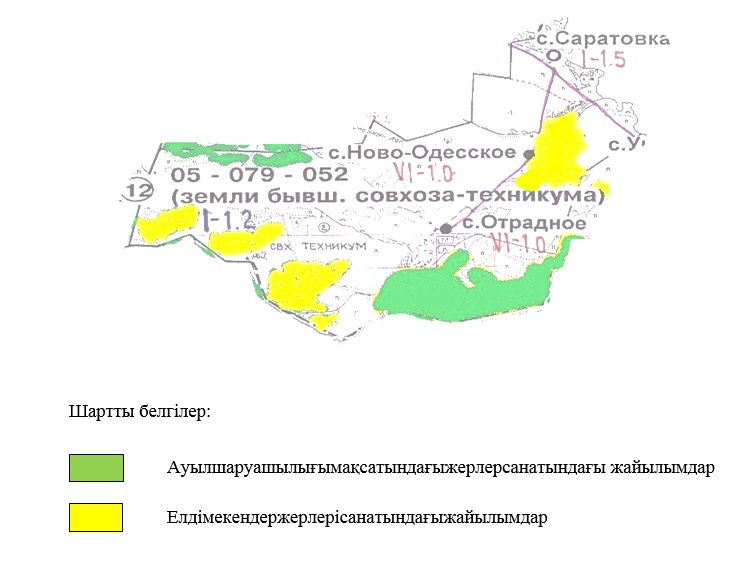 с.Саратовка
I-1.5
с.Ново-Одесское
с.У
VI-1.0
05 - 079 - 052
12
(земли бывш. совхоза-техникума)
I-1.2
с.Отрадное
VI-1.0
свх. ТЕХНИКУМ
Шартты белгілер:
Ауылшаруашылығымақсатындағыжерлерсанатындағы жайылымдар
Елдімекендержерлерісанатындағыжайылымдар